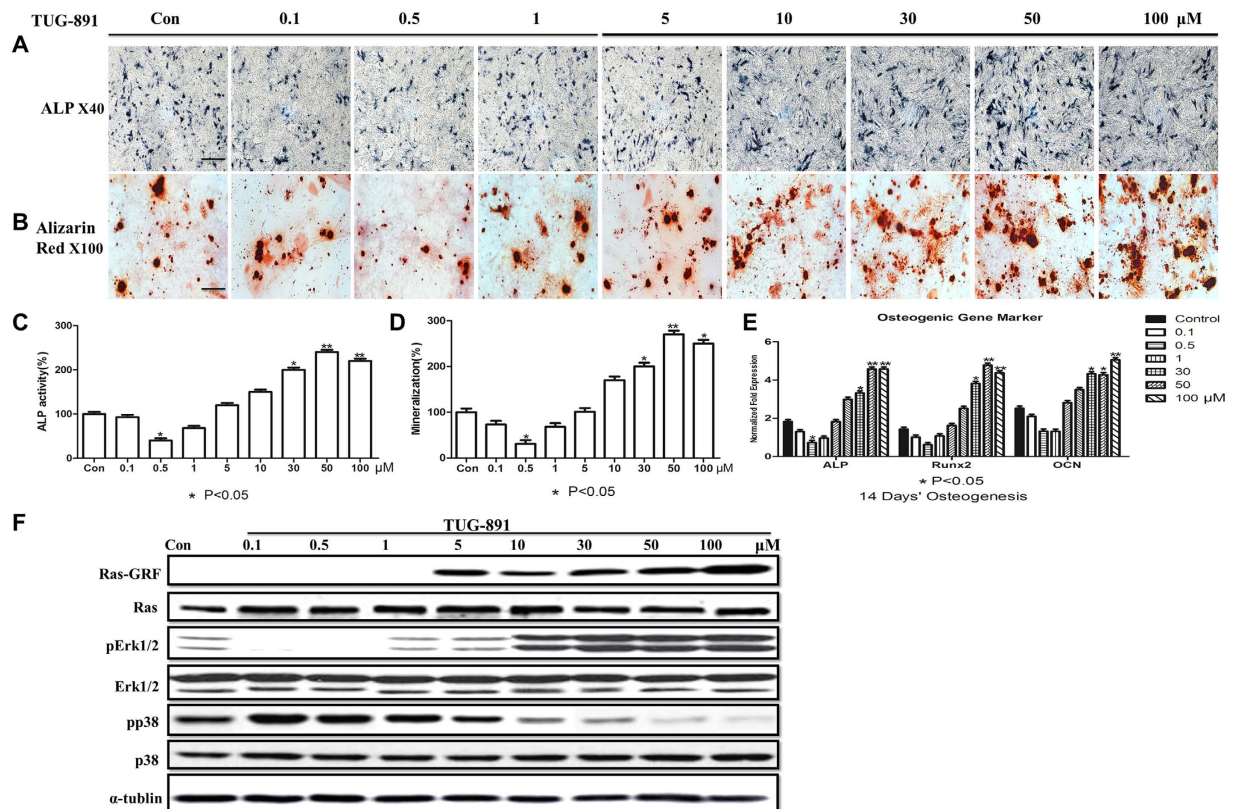 TUG-891 Con 0.1 0.5 1 5 10 30 50 100 μM
A
ALP X40
B
Alizarin
Red X100
C
ALP activity(%)
300
200
100
0
Con 0.1 0.5 1 5 10 30 50 100 μM
* ** **
*
* P<0.05
D
Mineralization(%)
300
200
100
0
Con 0.1 0.5 1 5 10 30 50 100 μM
* ** *
*
* P<0.05
E
Osteogenic Gene Marker
Normalized Fold Expression
6
4
2
0
* * ** ** * ** ** * * **
ALP Runx2 OCN
* P<0.05
14 Days' Osteogenesis
Control
0.1
0.5
1
30
50
100 μM
F
TUG-891
Con 0.1 0.5 1 5 10 30 50 100 μM
Ras-GRF
Ras
pErk1/2
Erk1/2
pp38
p38
α-tublin